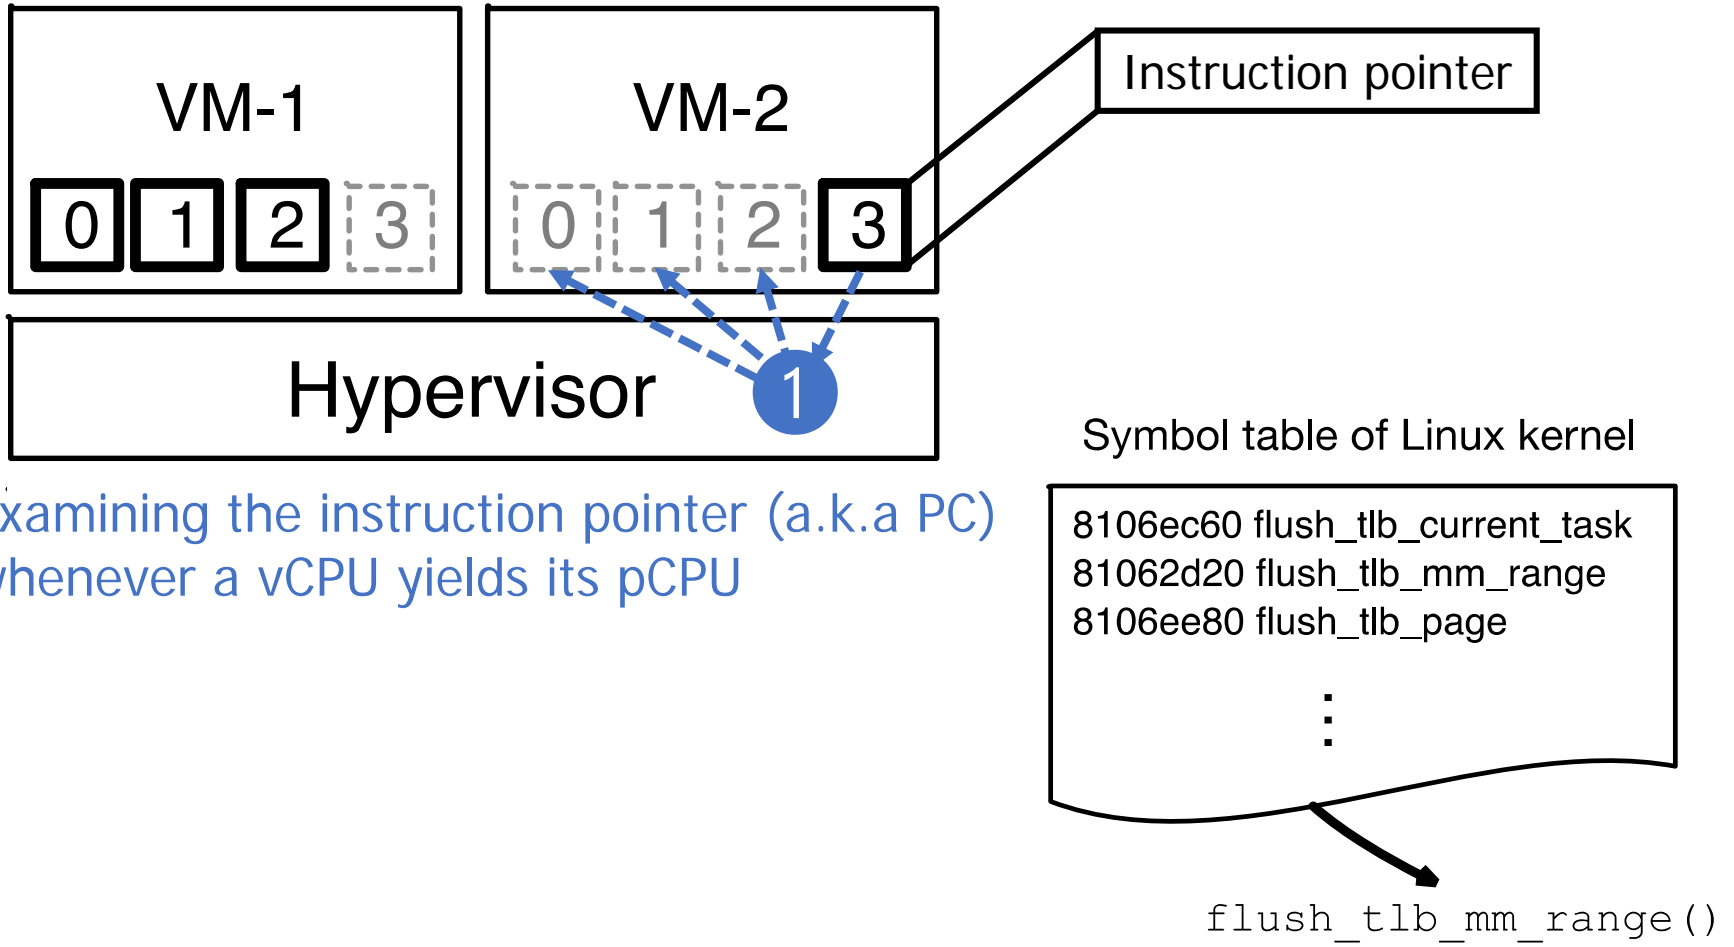 VM-1
VM-2
Instruction pointer
0 1 2 3
0 1 2 3
Hypervisor
1
xamining the instruction pointer (a.k.a PC)
whenever a vCPU yields its pCPU
Symbol table of Linux kernel
8106ec60 flush_tlb_current_task
81062d20 flush_tlb_mm_range
8106ee80 flush_tlb_page
⋮
flush_tlb_mm_range()